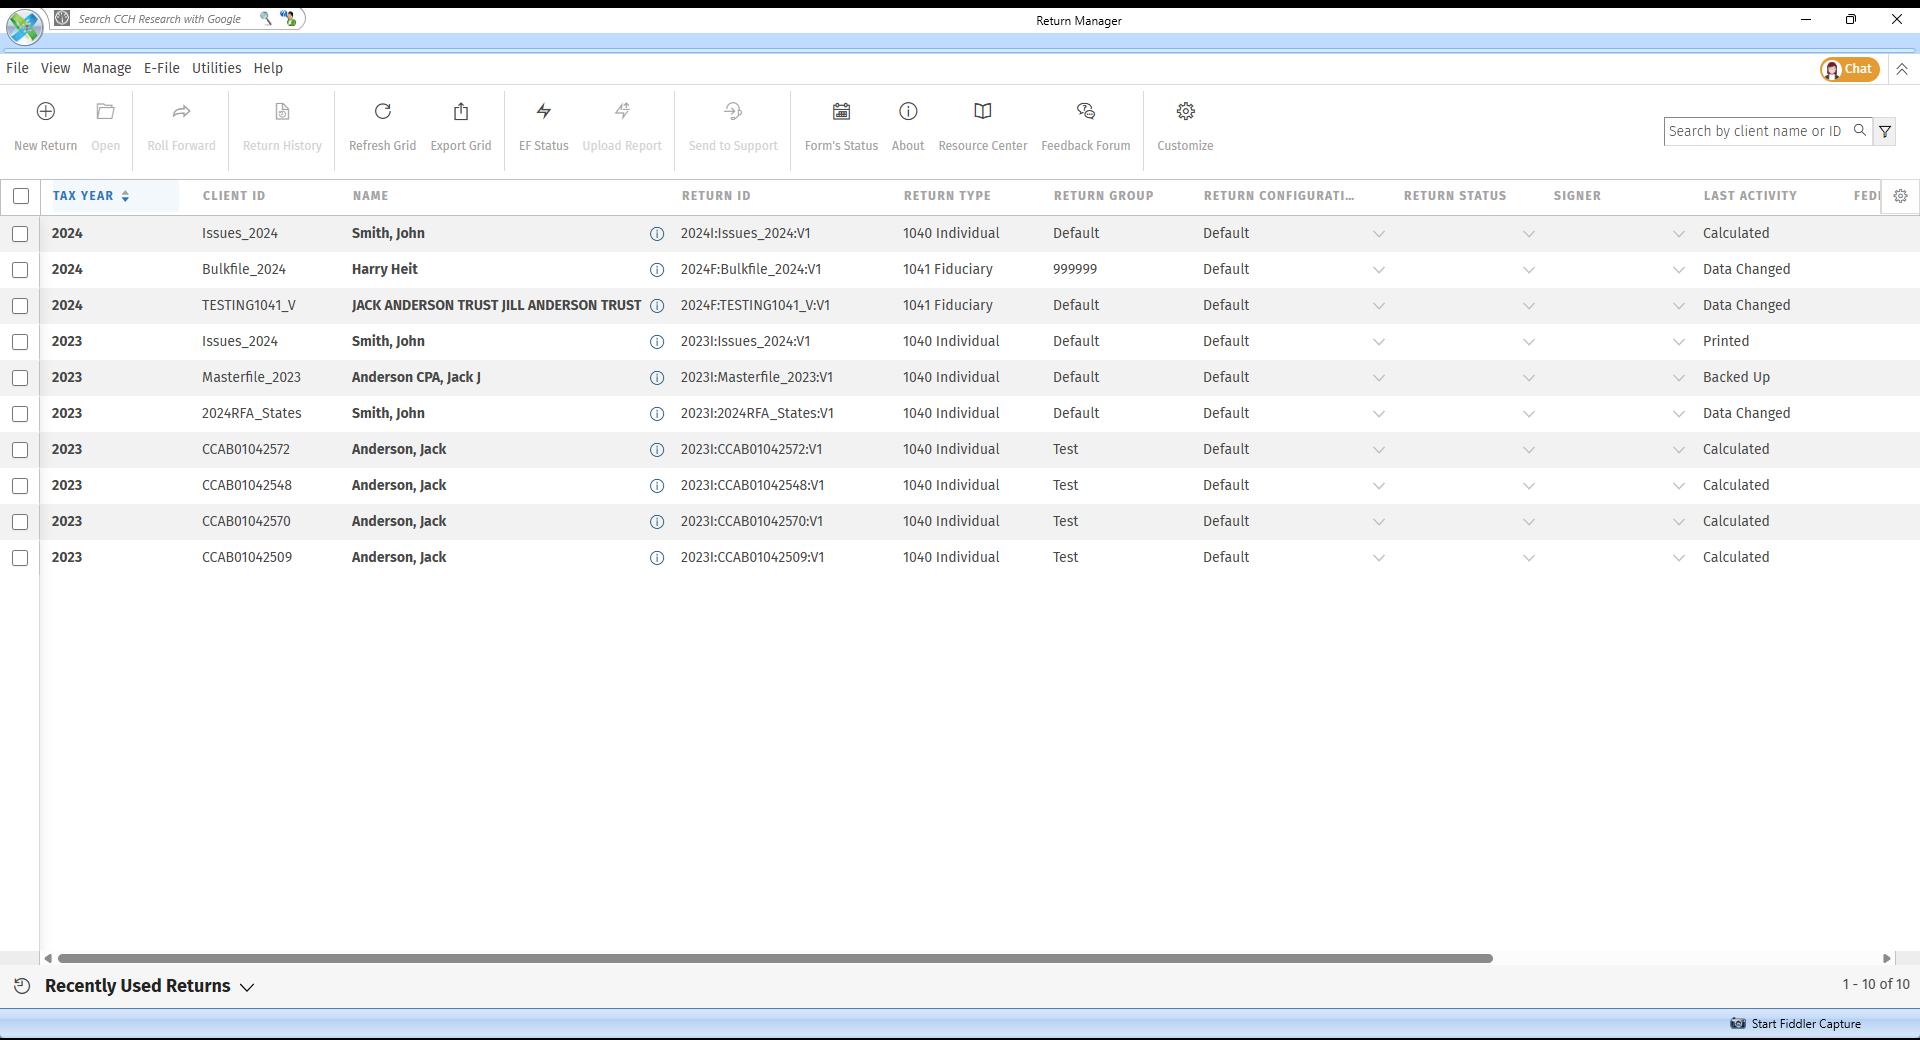 Search CCH Research with Google
Return Manager
File View Manage E-File Utilities Help
Chat
New Return Open Roll Forward Return History Refresh Grid Export Grid EF Status Upload Report Send to Support Form's Status About Resource Center Feedback Forum Customize
Search by client name or ID
TAX YEAR CLIENT ID NAME RETURN ID RETURN TYPE RETURN GROUP RETURN CONFIGURATI... RETURN STATUS SIGNER LAST ACTIVITY FEDI
2024 Issues_2024 Smith, John 2024I:Issues_2024:V1 1040 Individual Default Default Calculated
2024 Bulkfile_2024 Harry Heit 2024F:Bulkfile_2024:V1 1041 Fiduciary 999999 Default Data Changed
2024 TESTING1041_V JACK ANDERSON TRUST JILL ANDERSON TRUST 2024F:TESTING1041_V:V1 1041 Fiduciary Default Default Data Changed
2023 Issues_2024 Smith, John 2023I:Issues_2024:V1 1040 Individual Default Default Printed
2023 Masterfile_2023 Anderson CPA, Jack J 2023I:Masterfile_2023:V1 1040 Individual Default Default Backed Up
2023 2024RFA_States Smith, John 2023I:2024RFA_States:V1 1040 Individual Default Default Data Changed
2023 CCAB01042572 Anderson, Jack 2023I:CCAB01042572:V1 1040 Individual Test Default Calculated
2023 CCAB01042548 Anderson, Jack 2023I:CCAB01042548:V1 1040 Individual Test Default Calculated
2023 CCAB01042570 Anderson, Jack 2023I:CCAB01042570:V1 1040 Individual Test Default Calculated
2023 CCAB01042509 Anderson, Jack 2023I:CCAB01042509:V1 1040 Individual Test Default Calculated
Recently Used Returns
1 - 10 of 10
Start Fiddler Capture